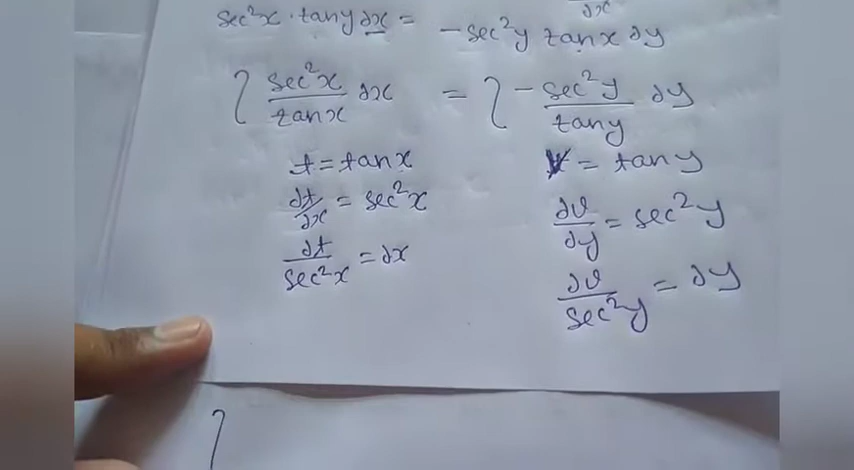 dx
sec²x · tany dx = -sec²y tanx dy
∫ sec²x/tanx dx = ∫ - sec²y/tany dy
t = tanx    v = tany
dt/dx = sec²x    dv/dy = sec²y
dt/sec²x = dx    dv/sec²y = dy
∫